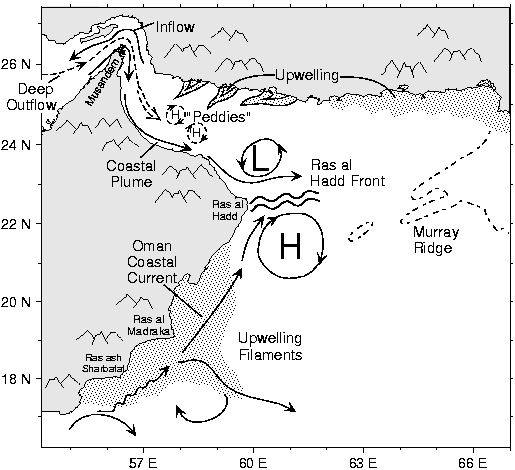 Inflow
26 N
Musandam
Upwelling
Deep
Outflow
H
"Peddies"
H
24 N
Coastal
Plume
L
Ras al
Hadd Front
Ras al
Hadd
22 N
H
Murray
Ridge
Oman
Coastal
Current
20 N
Ras al
Madraka
Upwelling
Filaments
Ras ash
Sharbatat
18 N
57 E
60 E
63 E
66 E